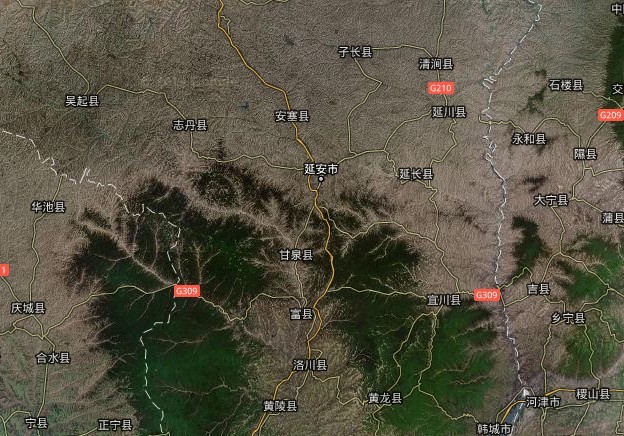 中
子长县
清涧县
G210
石楼县
交
吴起县
安塞县
延川县
G209
志丹县
永和县
隰县
延安市
延长县
大宁县
华池县
蒲县
甘泉县
1
G309
宜川县
G309
吉县
庆城县
富县
乡宁县
合水县
洛川县
黄陵县
黄龙县
稷山县
河津市
宁县
正宁县
韩城市